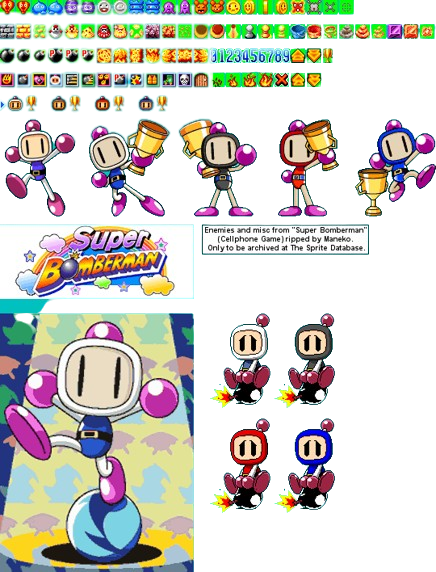 123456789
Super
BOMBERMAN
Enemies and misc from "Super Bomberman"
(Cellphone Game) ripped by Maneko.
Only to be archived at The Sprite Database.